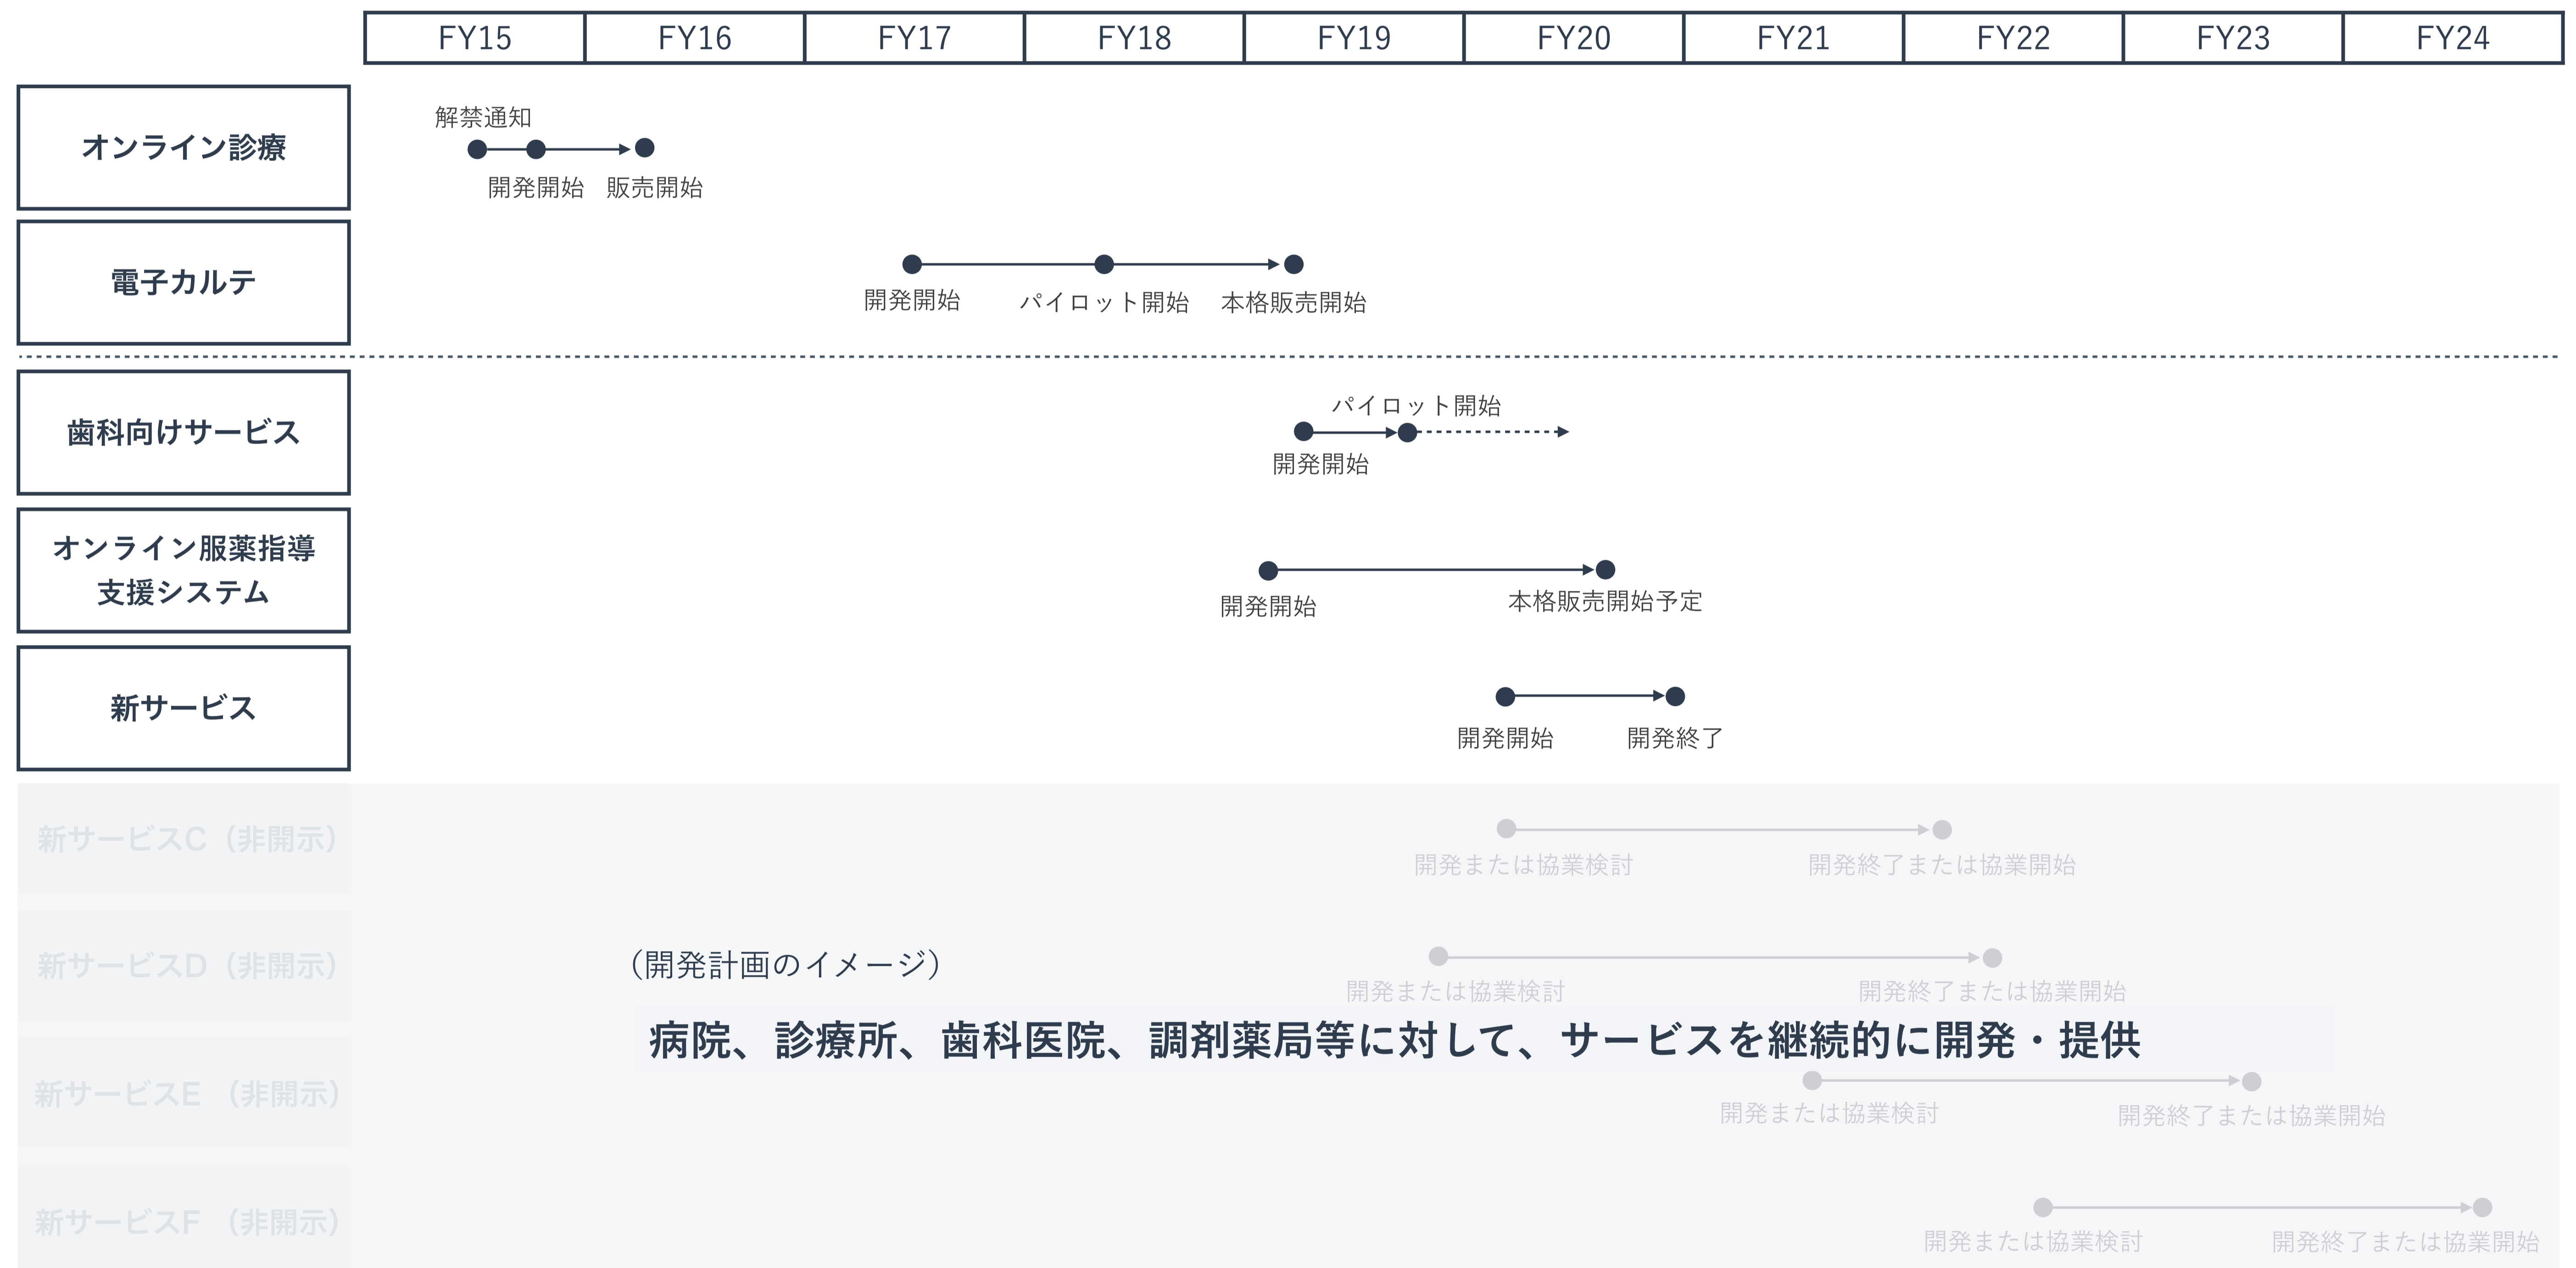 FY15 FY16 FY17 FY18 FY19 FY20 FY21 FY22 FY23 FY24
オンライン診療
解禁通知
開発開始 販売開始
電子カルテ
開発開始 パイロット開始 本格販売開始
歯科向けサービス
パイロット開始
開発開始
オンライン服薬指導
支援システム
開発開始 本格販売開始予定
新サービス
開発開始 開発終了
新サービスC（非開示）
開発または協業検討 開発終了または協業開始
新サービスD（非開示）
（開発計画のイメージ）
開発または協業検討 開発終了または協業開始
病院、診療所、歯科医院、調剤薬局等に対して、サービスを継続的に開発・提供
新サービスE （非開示）
開発または協業検討 開発終了または協業開始
新サービスF （非開示）
開発または協業検討 開発終了または協業開始